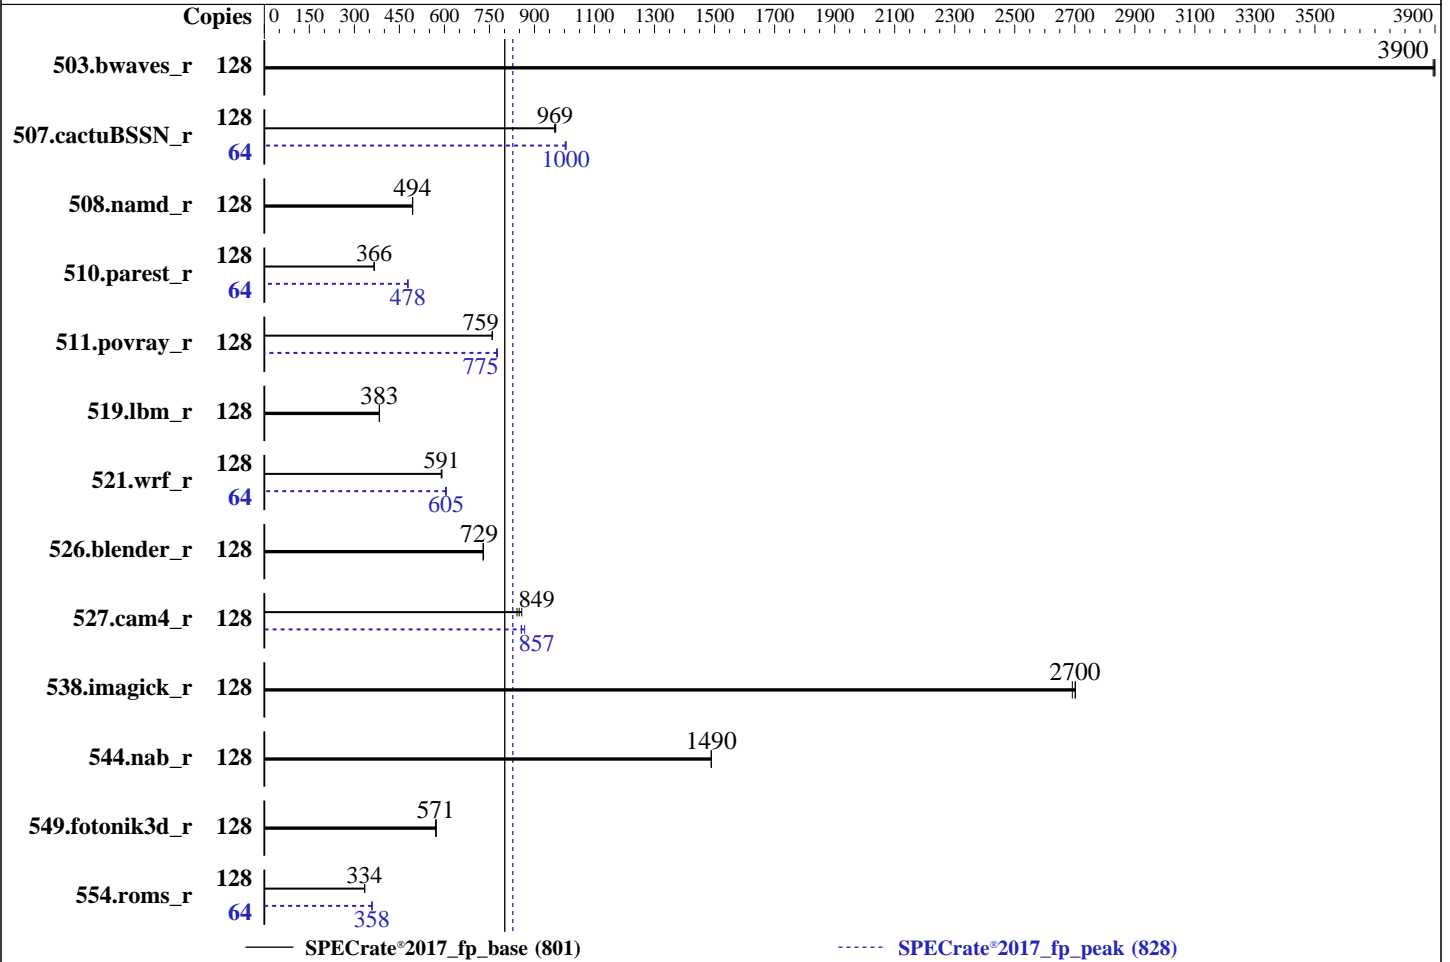 Copies 0 150 300 450 600 750 900 1100 1300 1500 1700 1900 2100 2300 2500 2700 2900 3100 3300 3500 3900
503.bwaves_r 128 3900
507.cactuBSSN_r 128 969
64 1000
508.namd_r 128 494
510.parest_r 128 366
64 478
511.povray_r 128 759
775
519.lbm_r 128 383
521.wrf_r 128 591
64 605
526.blender_r 128 729
527.cam4_r 128 849
857
538.imagick_r 128 2700
544.nab_r 128 1490
549.fotonik3d_r 128 571
554.roms_r 128 334
64 358
SPECrate®2017_fp_base (801) SPECrate®2017_fp_peak (828)